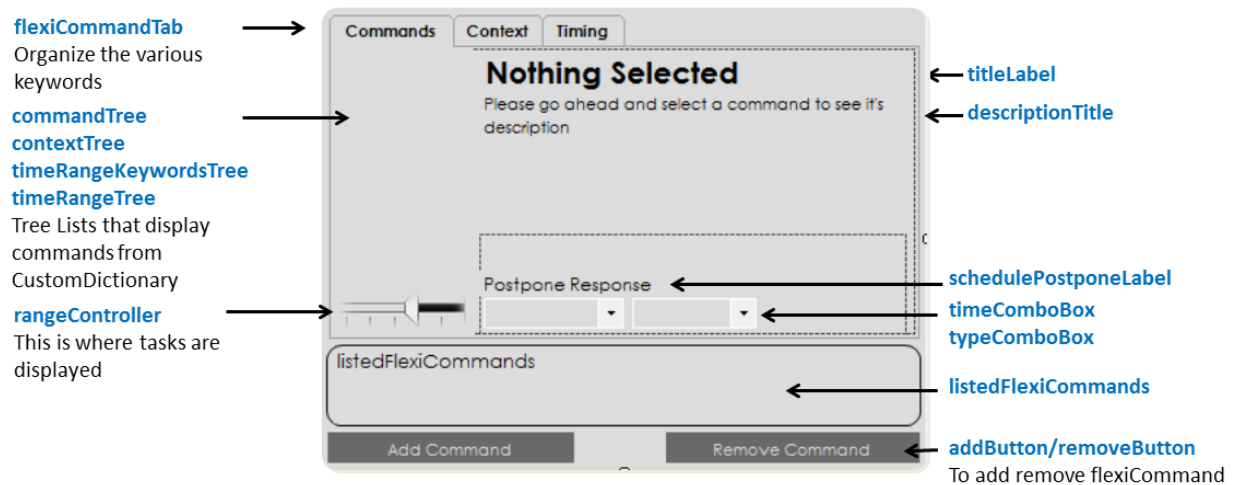 flexiCommandTab
Organize the various
keywords
commandTree
contextTree
timeRangeKeywordsTree
timeRangeTree
Tree Lists that display
commands from
CustomDictionary
rangeController
This is where tasks are
displayed
Commands Context Timing
Nothing Selected
Please go ahead and select a command to see it's
description
Postpone Response
listedFlexiCommands
Add Command Remove Command
titleLabel
descriptionTitle
schedulePostponeLabel
timeComboBox
typeComboBox
listedFlexiCommands
addButton/removeButton
To add remove flexiCommand